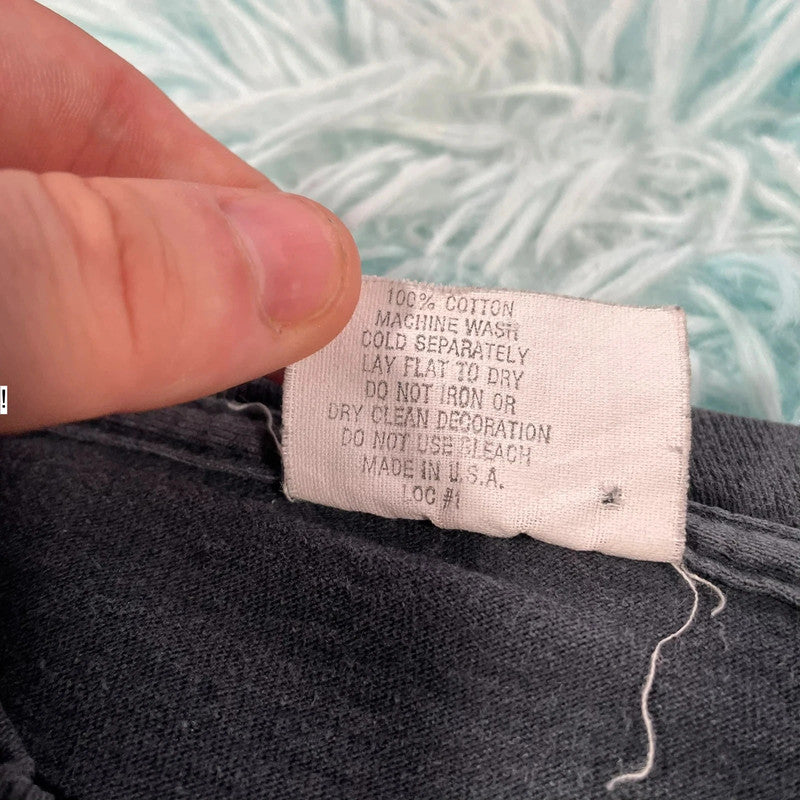 100% COTTON
MACHINE WASH
COLD SEPARATELY
LAY FLAT TO DRY
DO NOT IRON OR
DRY CLEAN DECORATION
DO NOT USE BLEACH
MADE IN U.S.A.
LOC #1
!